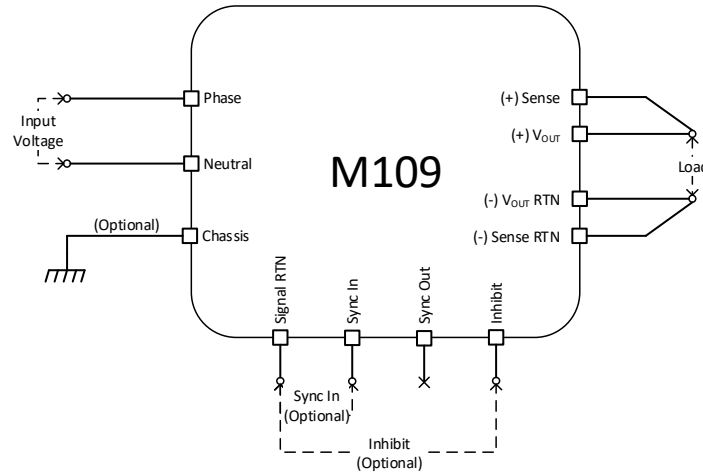 Phase
(+) Sense
Input
Voltage
(+) VOUT
M109
Neutral
Load
(-) VOUT RTN
(Optional)
Chassis
(-) Sense RTN
Signal RTN
Sync In
Sync Out
Inhibit
Sync In
(Optional)
Inhibit
(Optional)